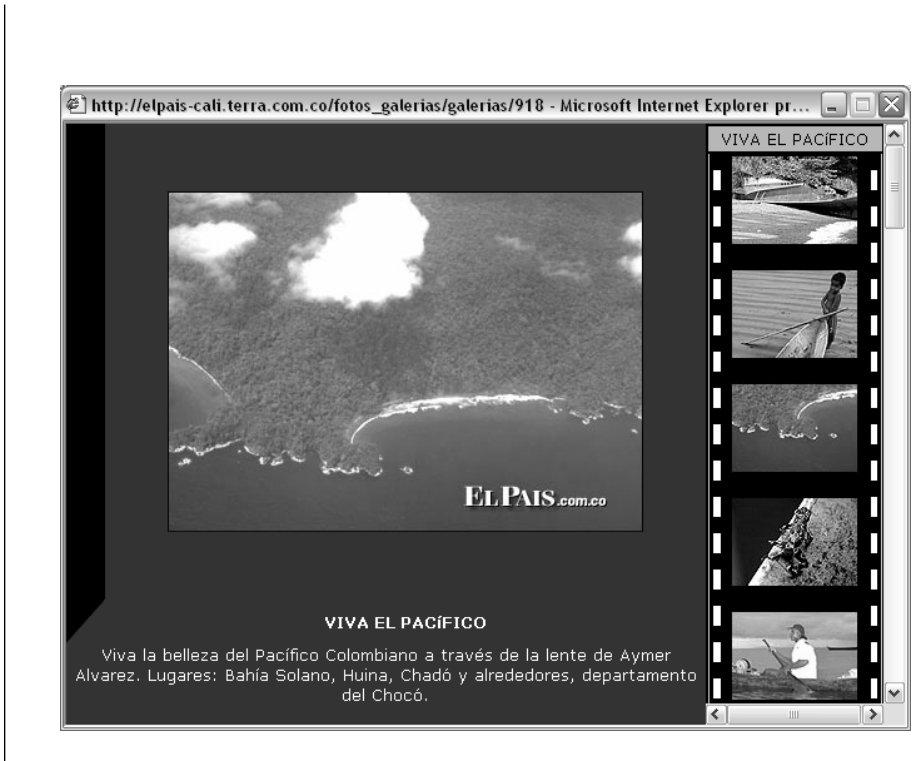 http://elpais-cali.terra.com.co/fotos_galerias/galerias/918 - Microsoft Internet Explorer pr...
VIVA EL PACíFICO
EL PAIS.com.co
VIVA EL PACíFICO
Viva la belleza del Pacífico Colombiano a través de la lente de Aymer
Alvarez. Lugares: Bahía Solano, Huina, Chadó y alrededores, departamento
del Chocó.